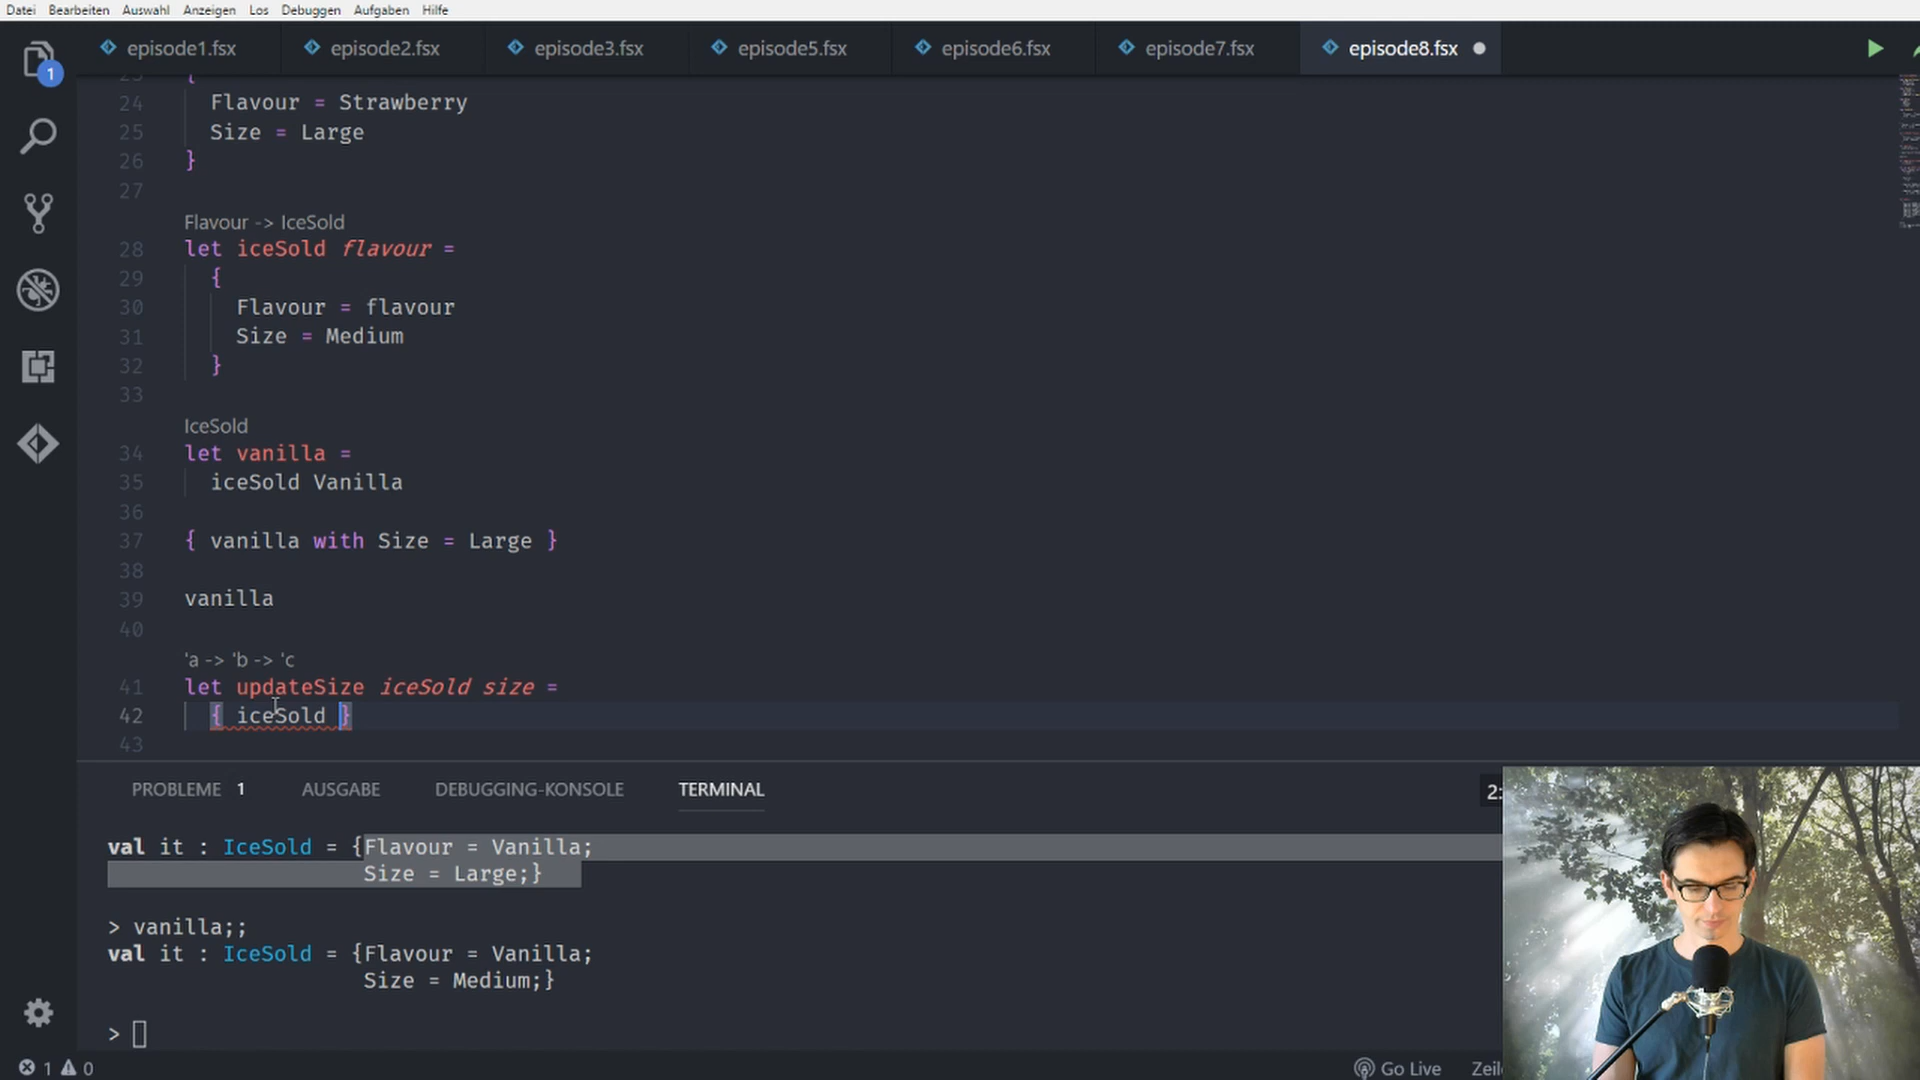 Datei Bearbeiten Auswahl Anzeigen Los Debuggen Aufgaben Hilfe
1
episode1.fsx episode2.fsx episode3.fsx episode5.fsx episode6.fsx episode7.fsx episode8.fsx
23 {
24 Flavour = Strawberry
25 Size = Large
26 }
27
Flavour -> IceSold
28 let iceSold flavour =
29 {
30 Flavour = flavour
31 Size = Medium
32 }
33
IceSold
34 let vanilla =
35 iceSold Vanilla
36
37 { vanilla with Size = Large }
38
39 vanilla
40
'a -> 'b -> 'c
41 let updateSize iceSold size =
42 { iceSold }
43
PROBLEME 1 AUSGABE DEBUGGING-KONSOLE TERMINAL 2:
val it : IceSold = {Flavour = Vanilla;
Size = Large;}
> vanilla;;
val it : IceSold = {Flavour = Vanilla;
Size = Medium;}
>
1 0 Go Live